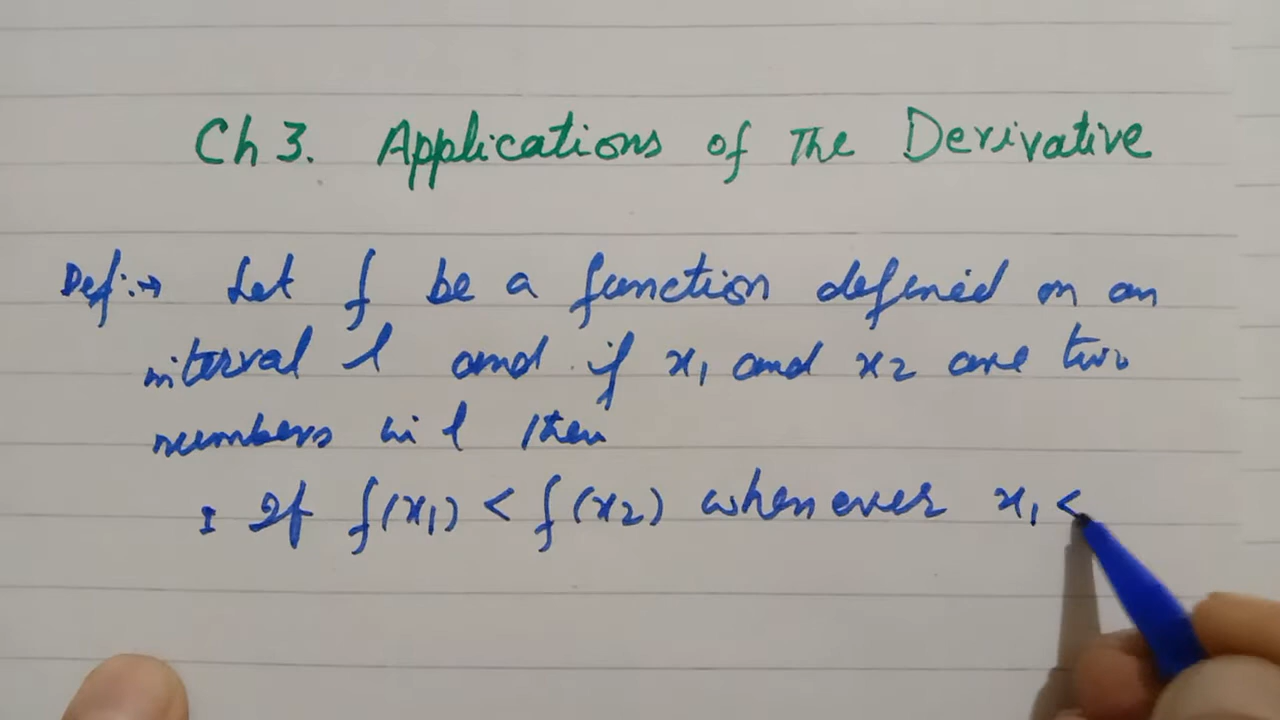 Ch 3. Applications of The Derivative
Def:→ Let f be a function defined on an
interval l and if x₁ and x2 are two
numbers in l then
I If f(x₁) < f(x2) whenever x₁ <